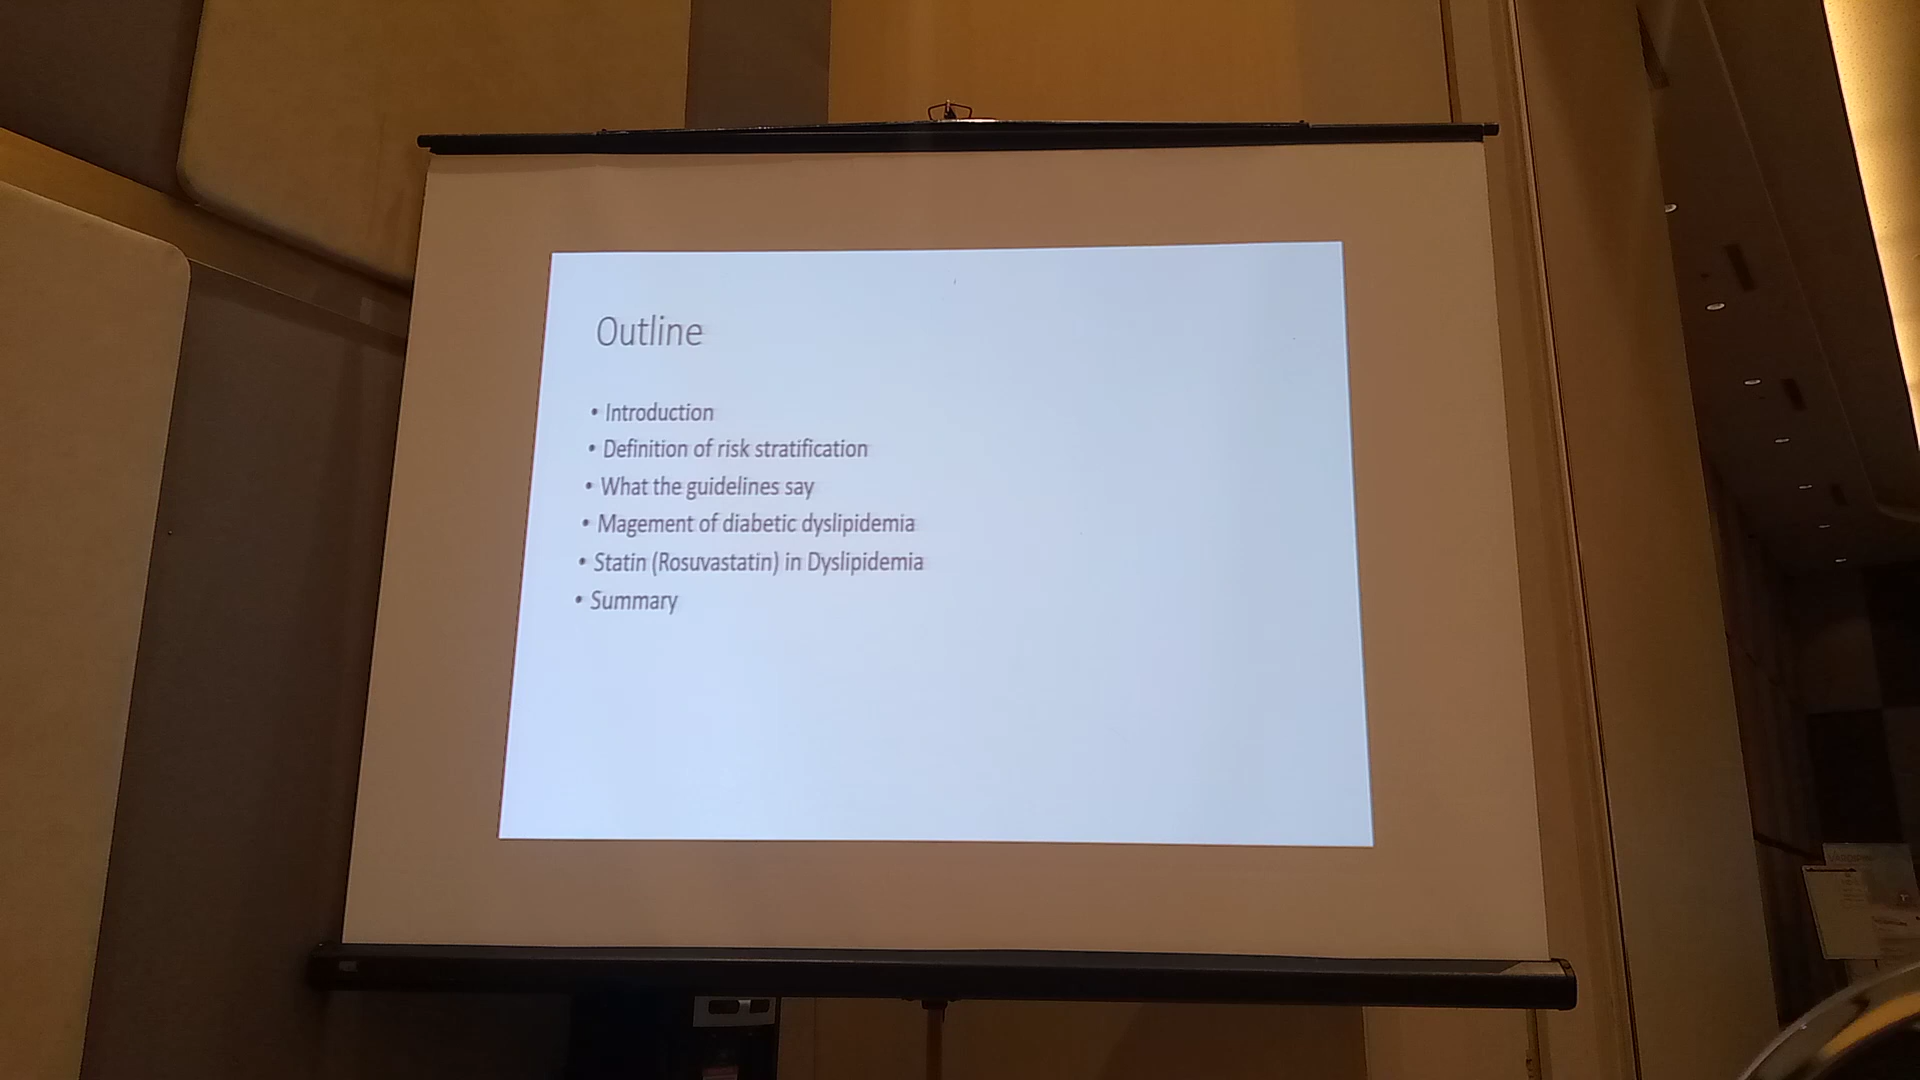 Outline
• Introduction
• Definition of risk stratification
• What the guidelines say
• Magement of diabetic dyslipidemia
• Statin (Rosuvastatin) in Dyslipidemia
• Summary